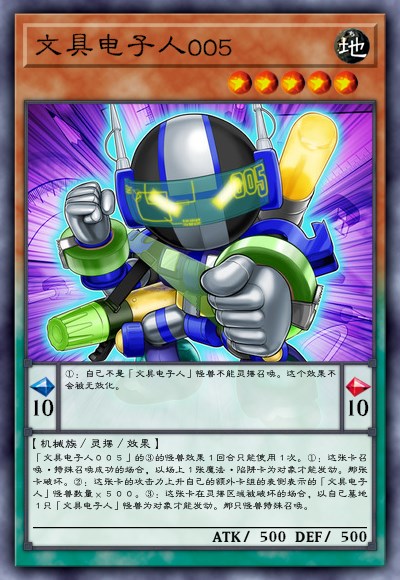 文具电子人005
地
005
①：自己不是「文具电子人」怪兽不能灵摆召唤。这个效果不
会被无效化。
10
10
【机械族／灵摆／效果】
「文具电子人００５」的③的怪兽效果１回合只能使用１次。①：这张卡召
唤·特殊召唤成功的场合，以场上１张魔法·陷阱卡为对象才能发动。那张
卡破坏。②：这张卡的攻击力上升自己的额外卡组的表侧表示的「文具电子
人」怪兽数量×５００。③：这张卡在灵摆区域被破坏的场合，以自己墓地
１只「文具电子人」怪兽为对象才能发动。那只怪兽特殊召唤。
ATK/ 500 DEF/ 500